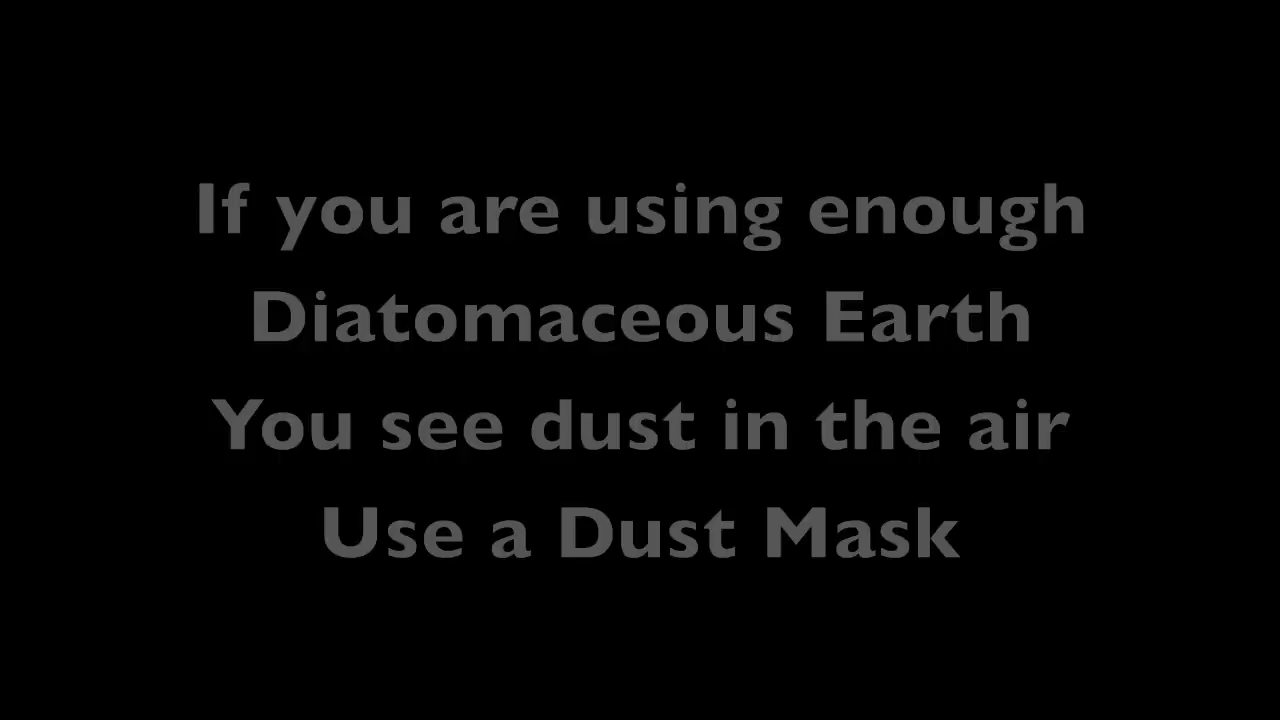 If you are using enough
Diatomaceous Earth
You see dust in the air
Use a Dust Mask